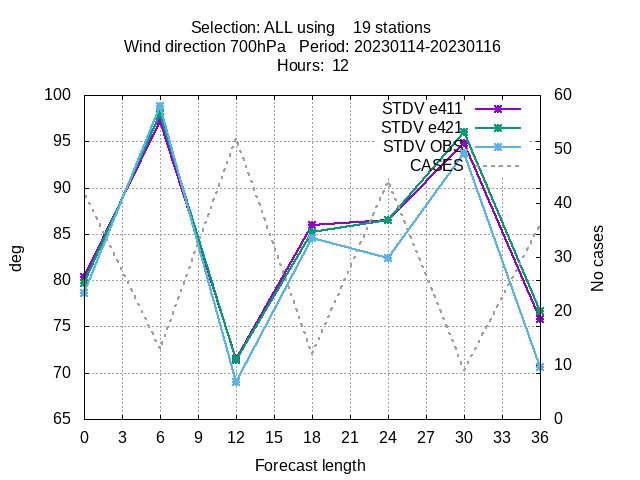 Selection: ALL using    19 stations
Wind direction 700hPa   Period: 20230114-20230116
Hours:  12
100
95
90
85
80
75
70
65
60
50
40
30
20
10
0
STDV e411
STDV e421
STDV OBS
CASES
deg
No cases
0 3 6 9 12 15 18 21 24 27 30 33 36
Forecast length